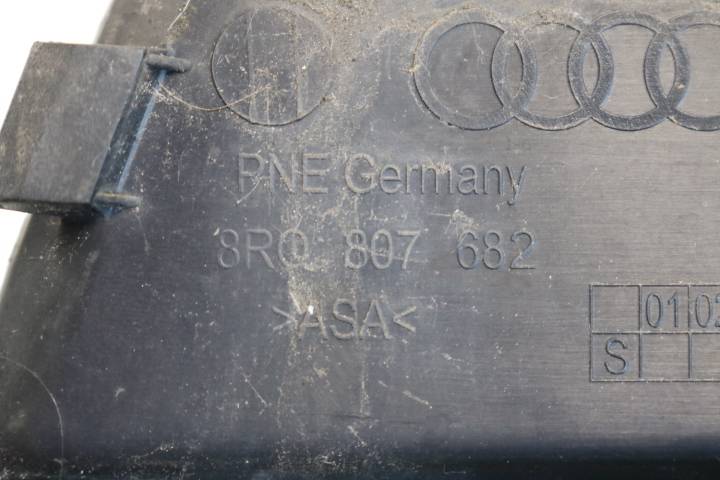 PNE Germany
8R0 807 682
>ASA<
01 02
S